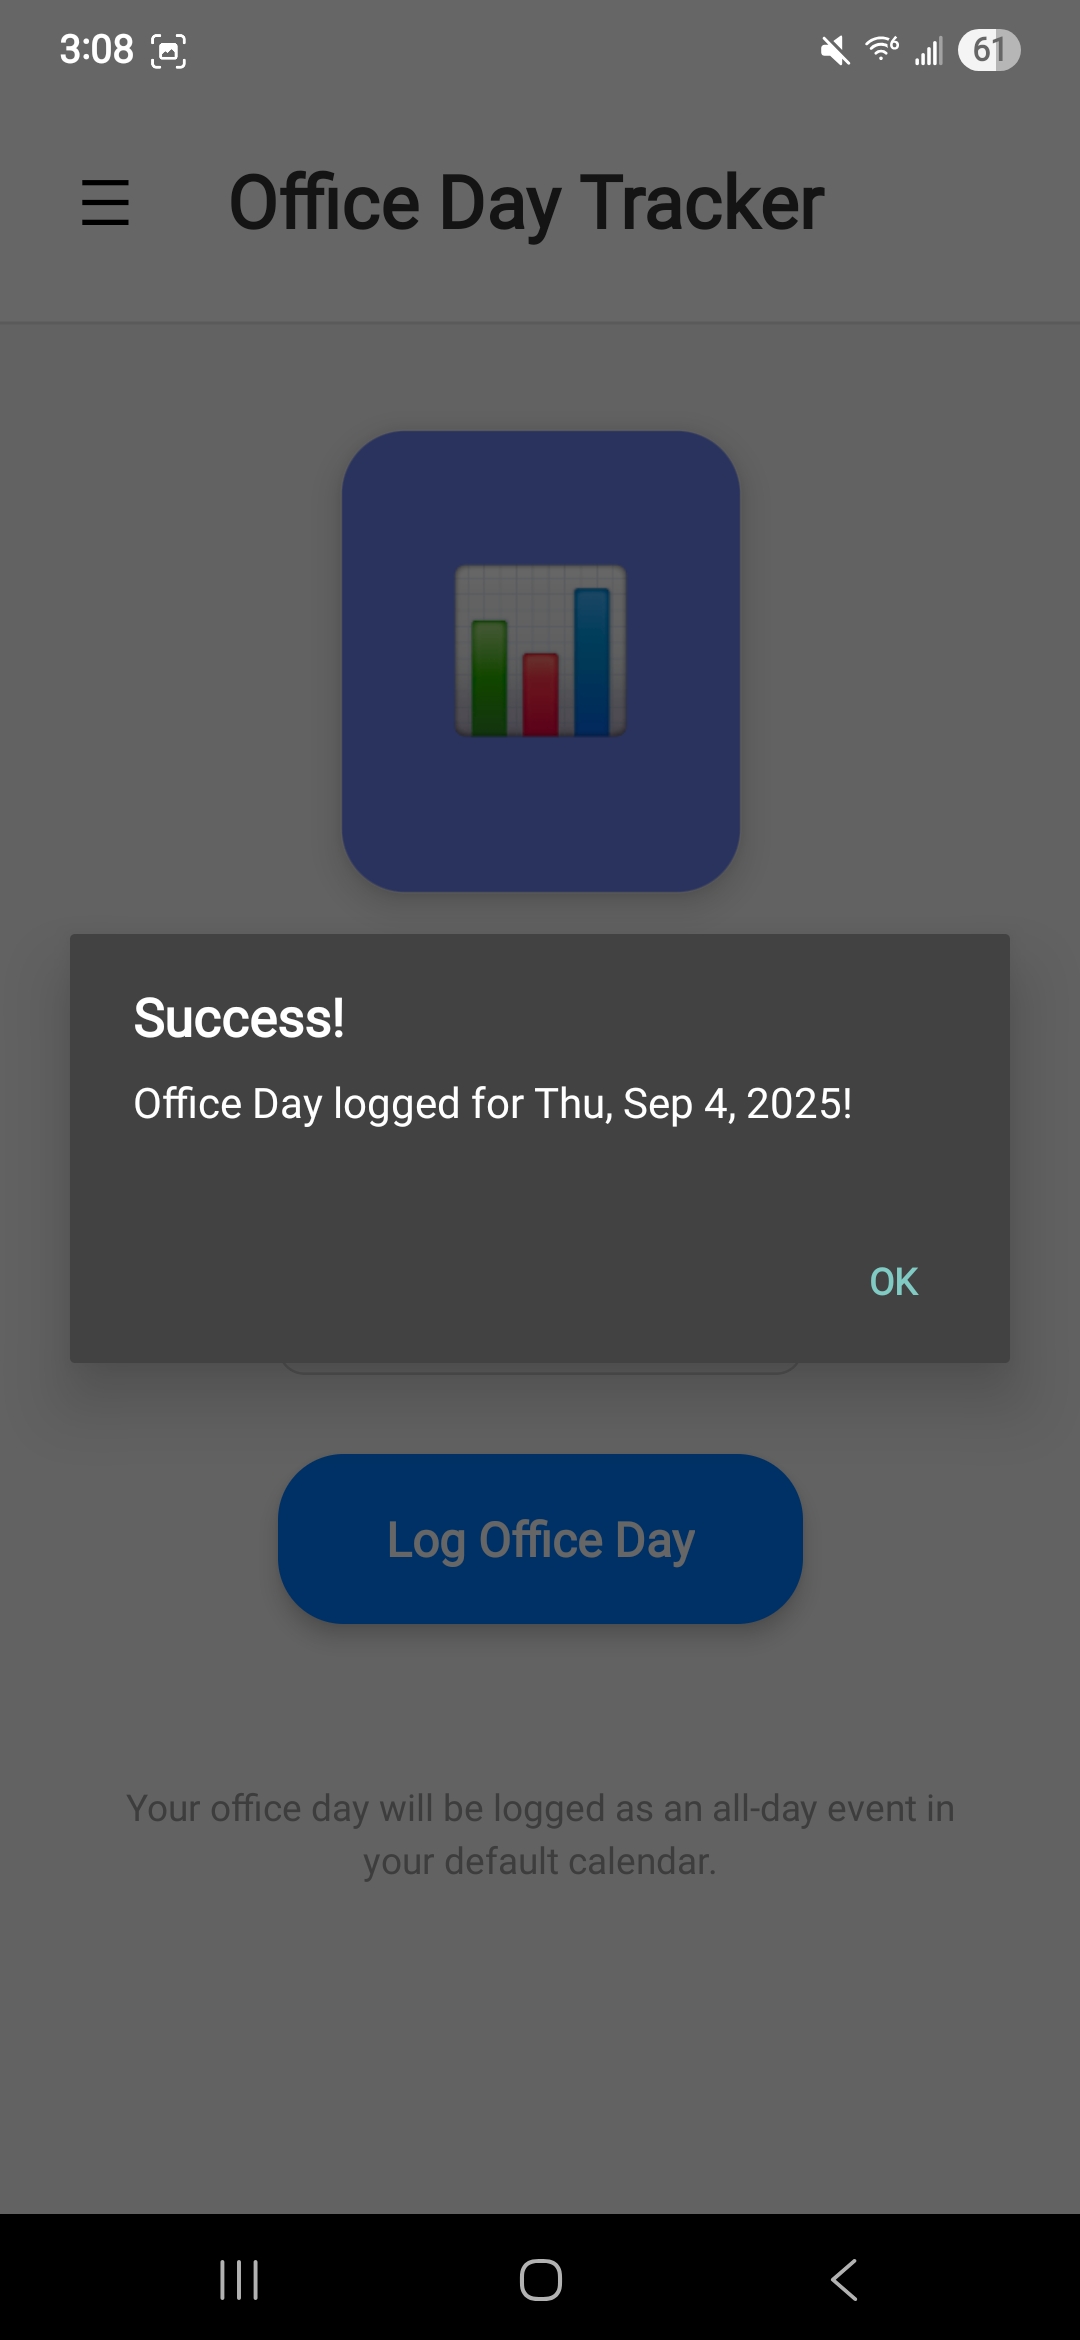 3:08
6
61
Office Day Tracker
Success!
Office Day logged for Thu, Sep 4, 2025!
OK
Log Office Day
Your office day will be logged as an all-day event in
your default calendar.